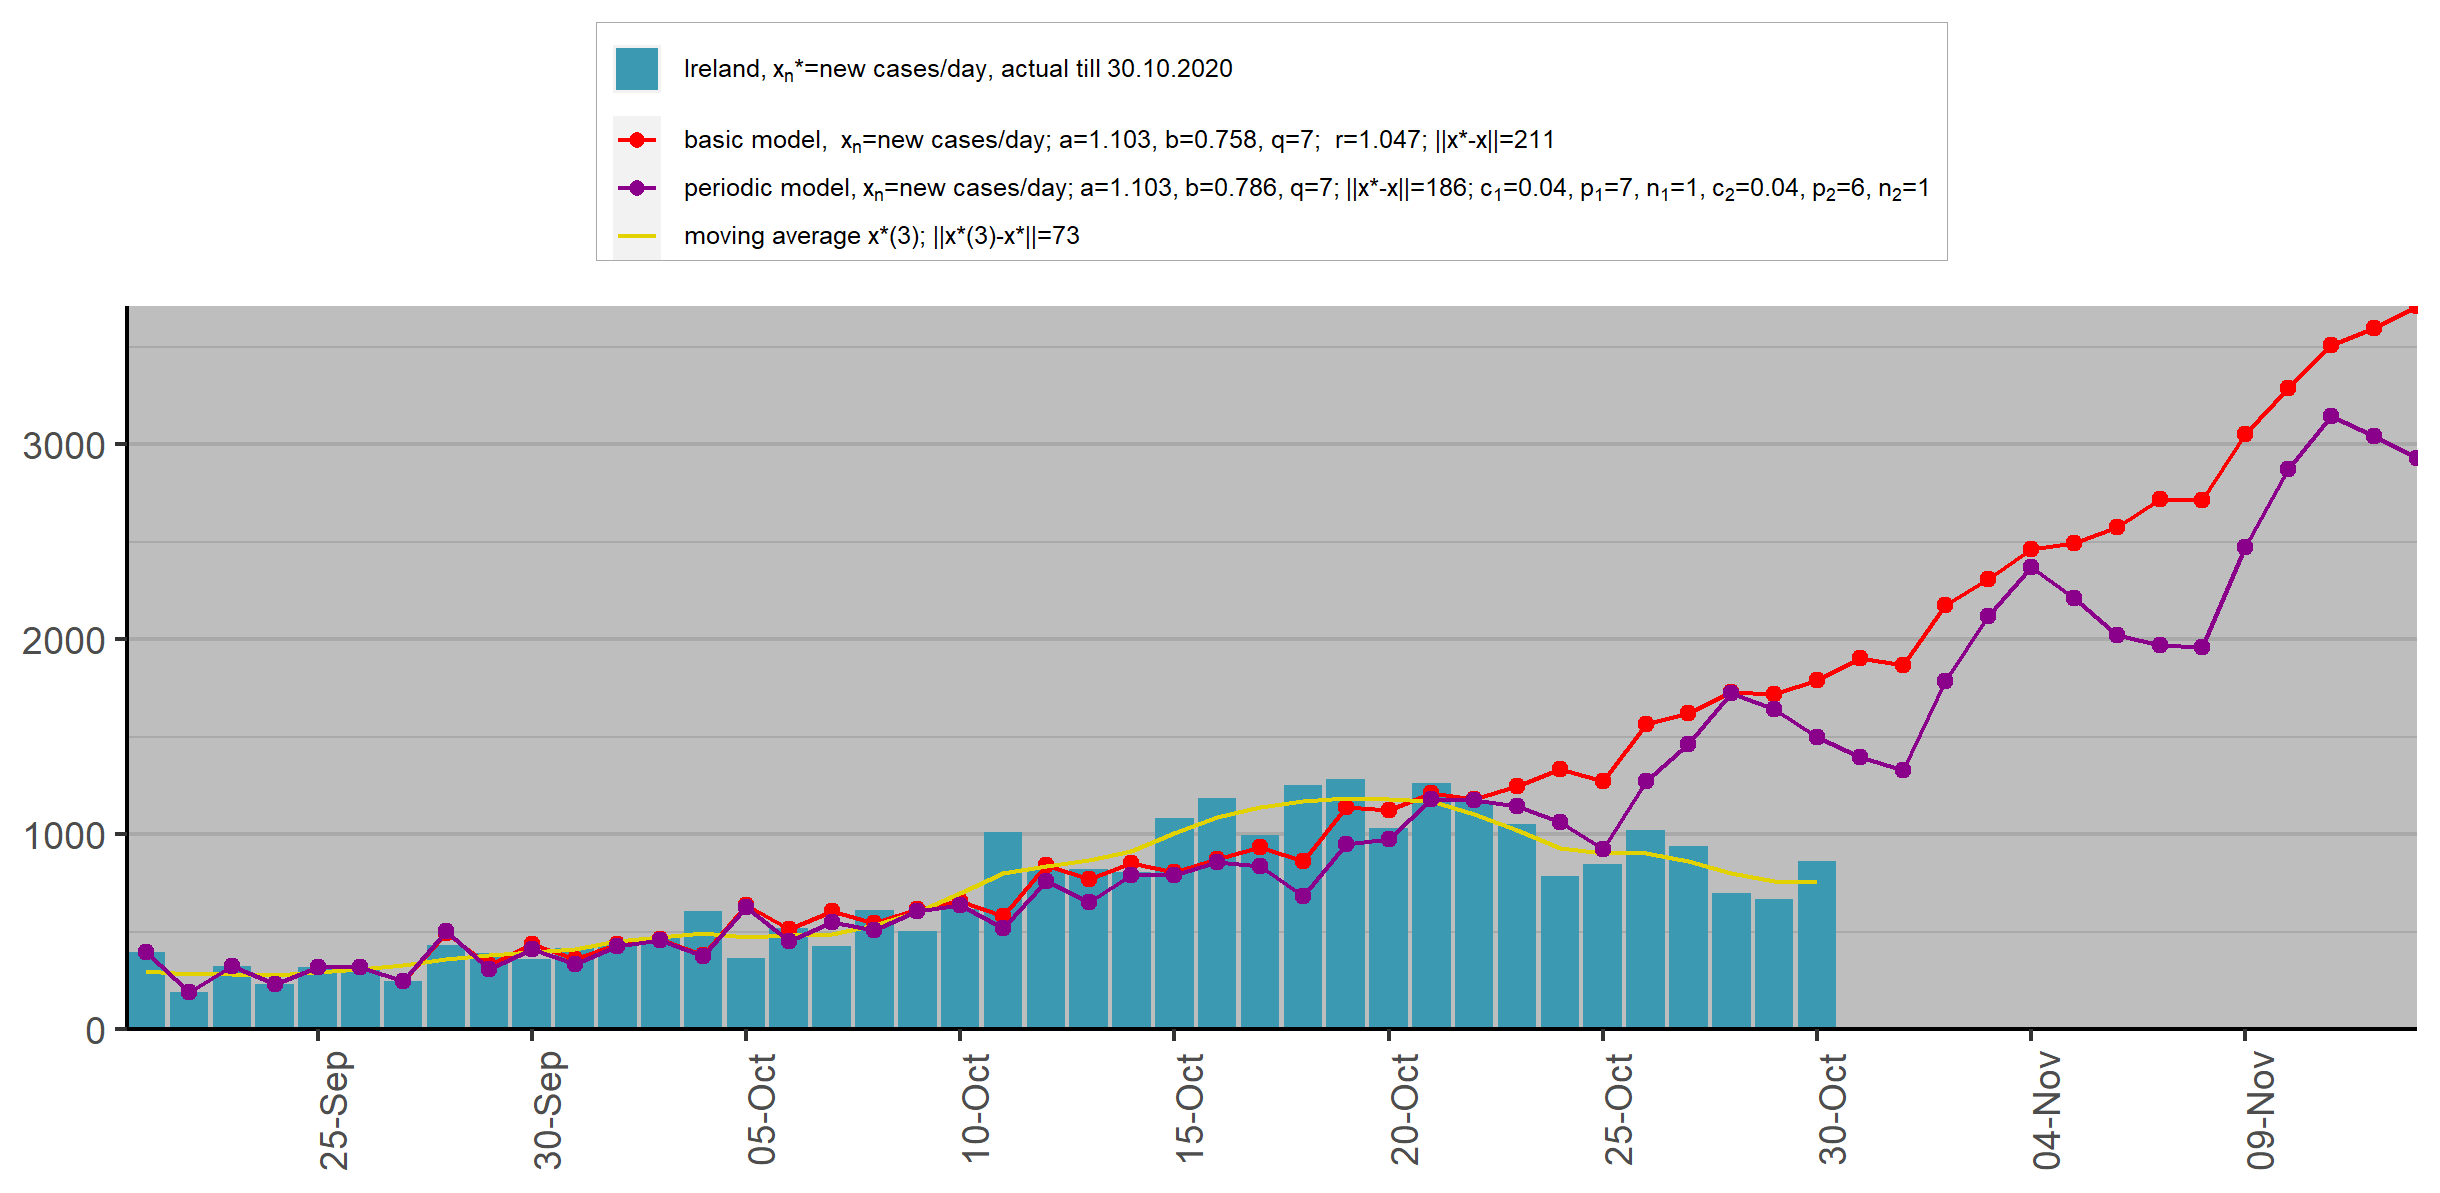 Ireland, xₙ*=new cases/day, actual till 30.10.2020
basic model,  xₙ=new cases/day; a=1.103, b=0.758, q=7;  r=1.047; ||x*-x||=211
periodic model, xₙ=new cases/day; a=1.103, b=0.786, q=7; ||x*-x||=186; c₁=0.04, p₁=7, n₁=1, c₂=0.04, p₂=6, n₂=1
moving average x*(3); ||x*(3)-x*||=73
3000
2000
1000
0
25-Sep
30-Sep
05-Oct
10-Oct
15-Oct
20-Oct
25-Oct
30-Oct
04-Nov
09-Nov